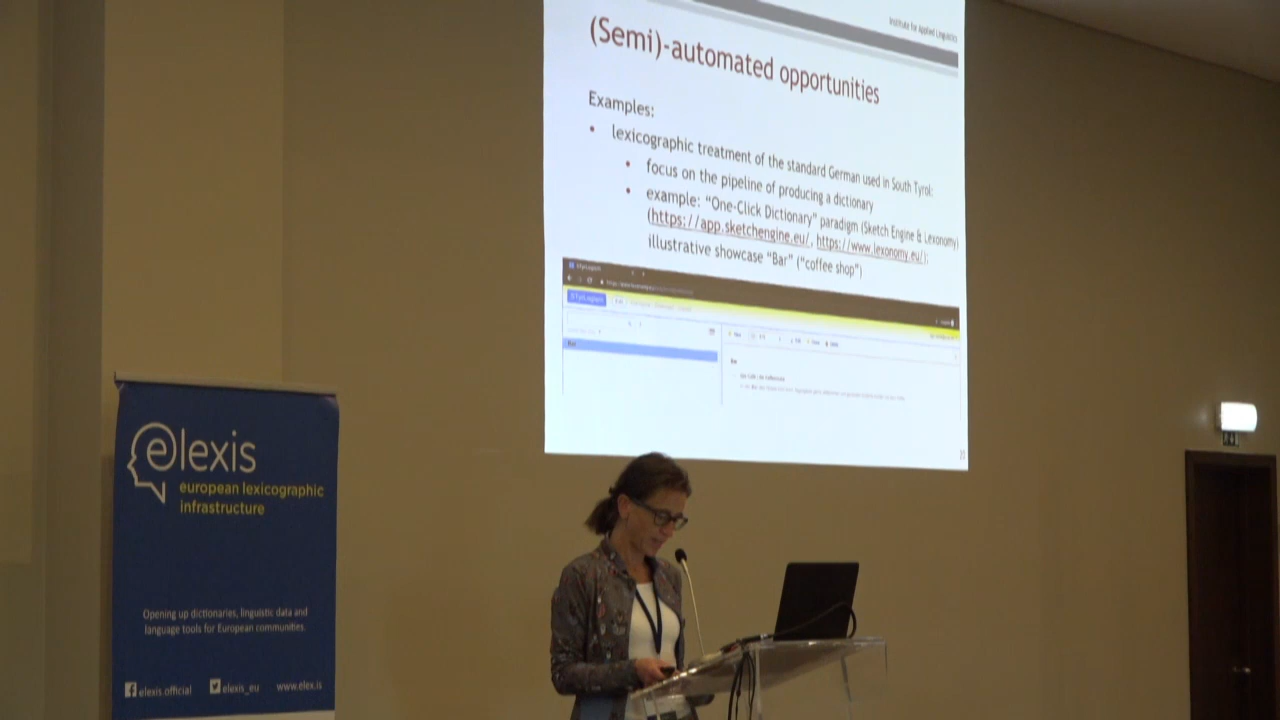 Institute for Applied Linguistics
(Semi)-automated opportunities
Examples:
• lexicographic treatment of the standard German used in South Tyrol:
• focus on the pipeline of producing a dictionary
• example: “One-Click Dictionary” paradigm (Sketch Engine & Lexonomy)
(https://app.sketchengine.eu/, https://www.lexonomy.eu/);
illustrative showcase “Bar” (“coffee shop”)
Bar
Bar
elexis
european lexicographic
infrastructure
Opening up dictionaries, linguistic data and
language tools for European communities.
elexis.official elexis_eu www.elex.is